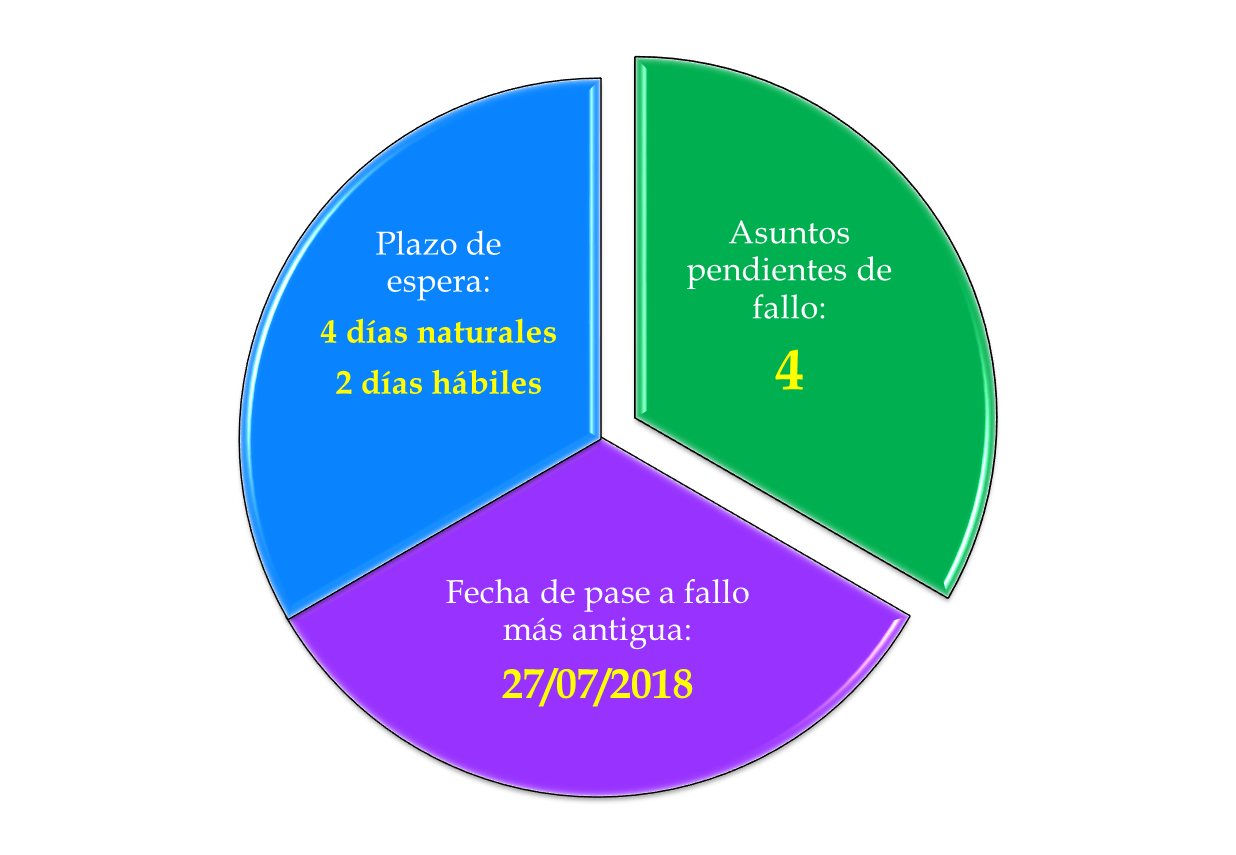 Plazo de
espera:
4 días naturales
2 días hábiles
Asuntos
pendientes de
fallo:
4
Fecha de pase a fallo
más antigua:
27/07/2018